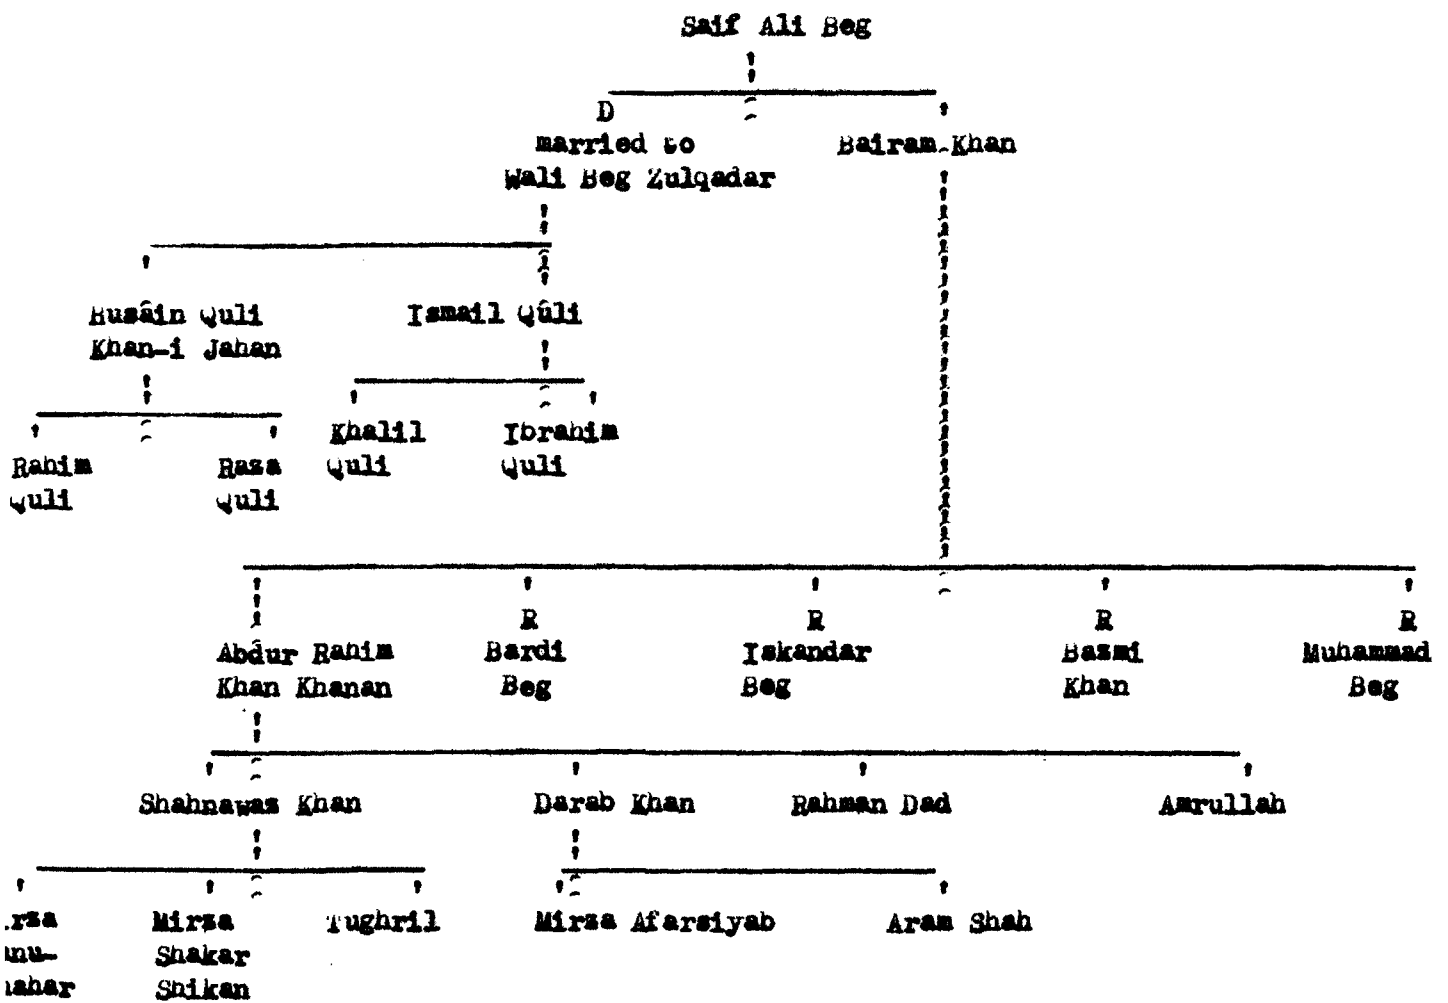 Saif Ali Beg
D
married to
Wali Beg Zulqadar
Bairam Khan
Husain Quli
Khan-i Jahan
Ismail Quli
Rahim
Quli
Raza
Quli
Khalil
Quli
Ibrahim
Quli
Abdur Rahim
Khan Khanan
R
Bardi
Beg
R
Iskandar
Beg
R
Bazmi
Khan
R
Muhammad
Beg
Shahnawaz Khan
Darab Khan
Rahman Dad
Amrullah
Mirza
Shakar
Shikan
Tughril
Mirza Afarsiyab
Aram Shah